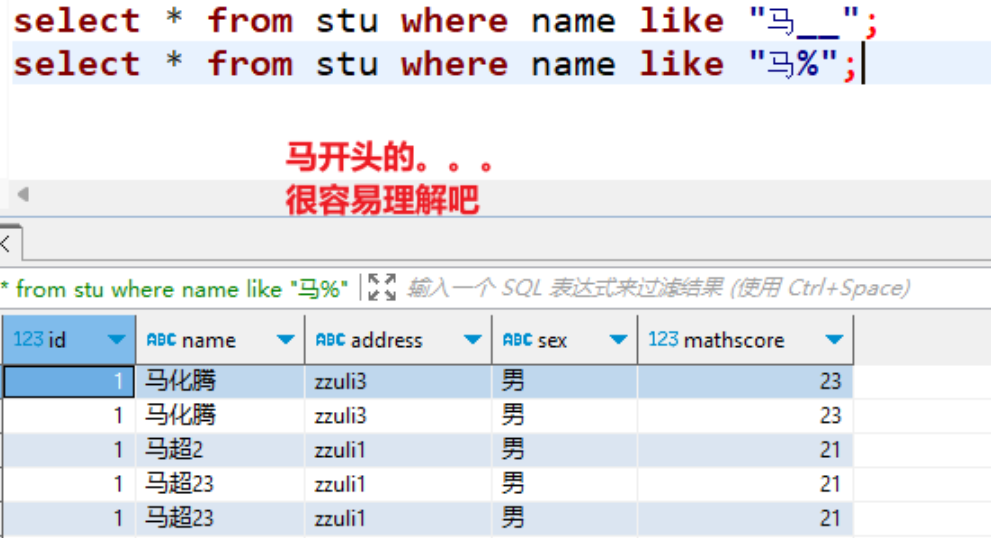 select * from stu where name like "马__";
select * from stu where name like "马%";
马开头的。。。
很容易理解吧
* from stu where name like "马%" 输入一个 SQL 表达式来过滤结果 (使用 Ctrl+Space)
123 id ABC name ABC address ABC sex 123 mathscore
1 马化腾 zzuli3 男 23
1 马化腾 zzuli3 男 23
1 马超2 zzuli1 男 21
1 马超23 zzuli1 男 21
1 马超23 zzuli1 男 21